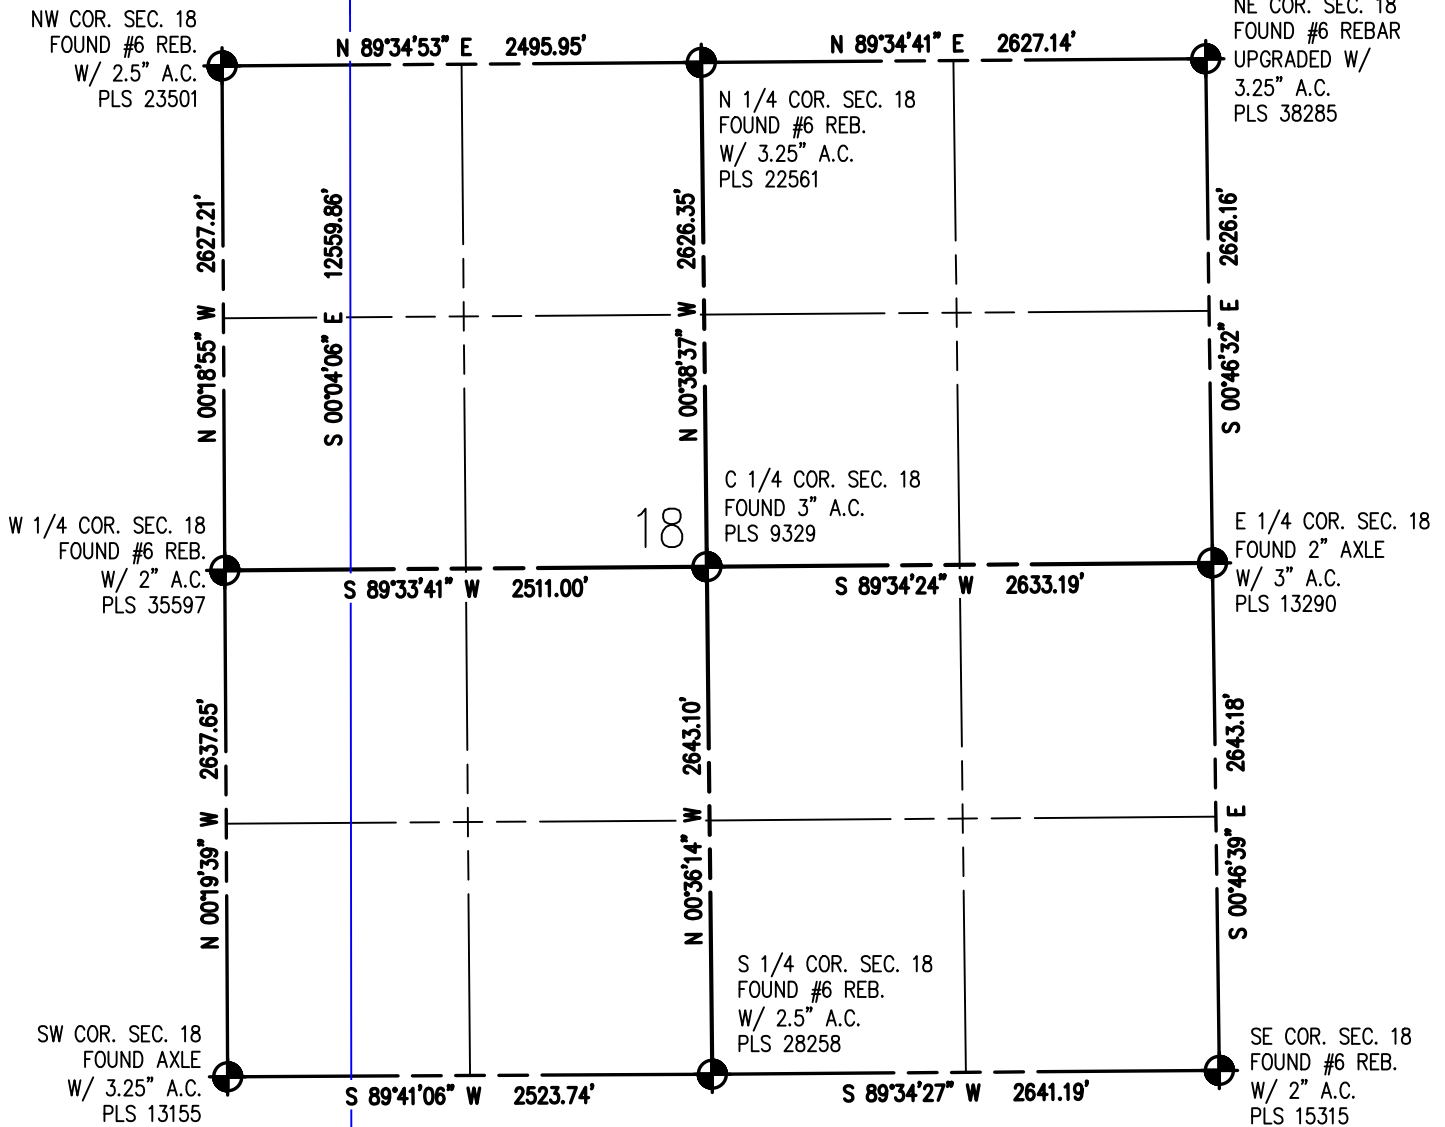 NW COR. SEC. 18
FOUND #6 REB.
W/ 2.5" A.C.
PLS 23501
N 89°34'53" E 2495.95'
N 89°34'41" E 2627.14'
NE COR. SEC. 18
FOUND #6 REBAR
UPGRADED W/
3.25" A.C.
PLS 38285
N 1/4 COR. SEC. 18
FOUND #6 REB.
W/ 3.25" A.C.
PLS 22561
N 00°18'55" W 2627.21'
S 00°04'06" E 12559.86'
N 00°38'37" W 2626.35'
S 00°46'32" E 2626.16'
W 1/4 COR. SEC. 18
FOUND #6 REB.
W/ 2" A.C.
PLS 35597
18
C 1/4 COR. SEC. 18
FOUND 3" A.C.
PLS 9329
E 1/4 COR. SEC. 18
FOUND 2" AXLE
W/ 3" A.C.
PLS 13290
S 89°33'41" W 2511.00'
S 89°34'24" W 2633.19'
N 00°19'39" W 2637.65'
N 00°36'14" W 2643.10'
S 00°46'39" E 2643.18'
SW COR. SEC. 18
FOUND AXLE
W/ 3.25" A.C.
PLS 13155
S 1/4 COR. SEC. 18
FOUND #6 REB.
W/ 2.5" A.C.
PLS 28258
SE COR. SEC. 18
FOUND #6 REB.
W/ 2" A.C.
PLS 15315
S 89°41'06" W 2523.74'
S 89°34'27" W 2641.19'